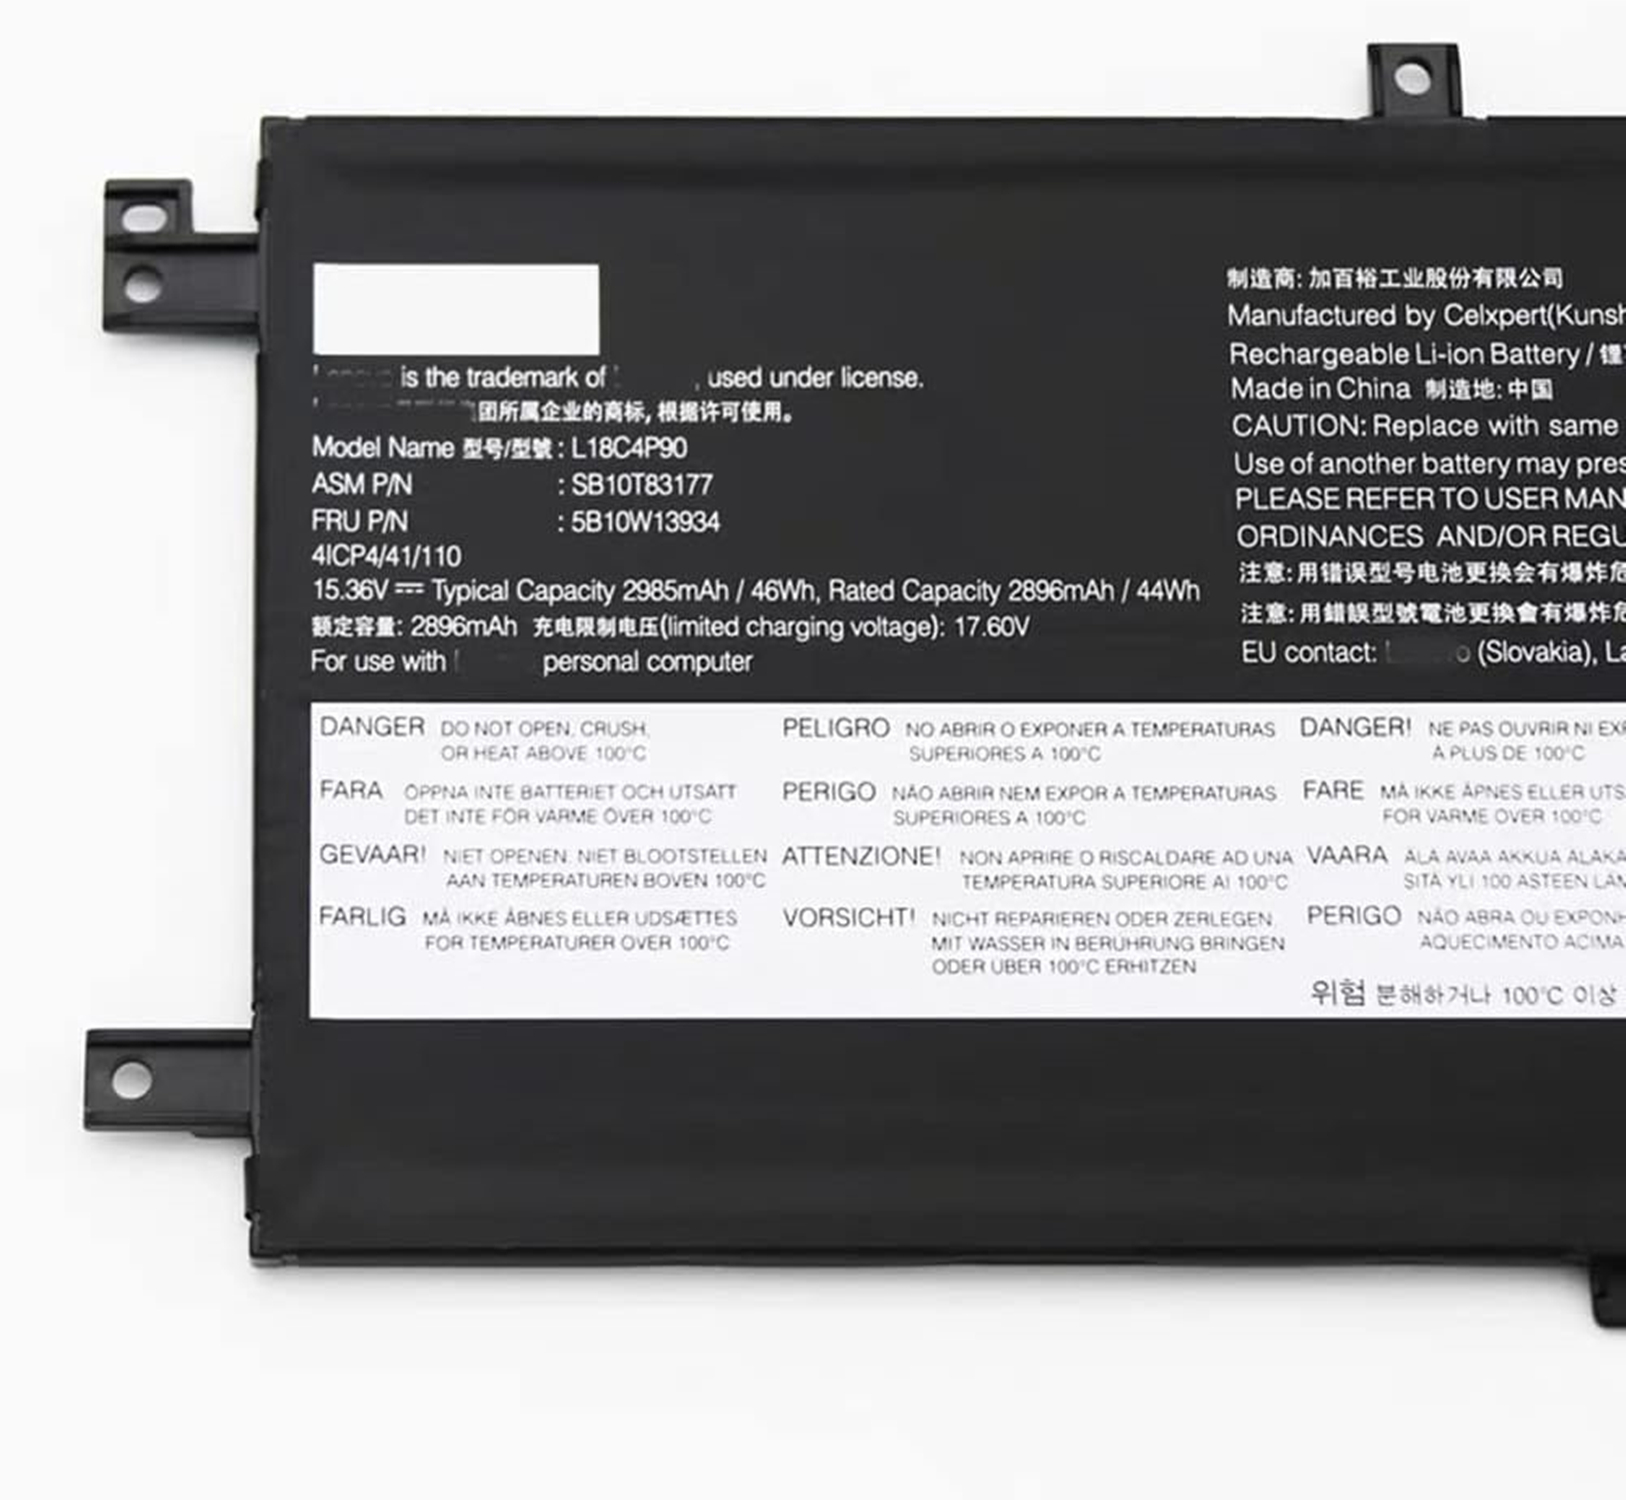 is the trademark of , used under license.
团所属企业的商标, 根据许可使用。
Model Name 型号/型號 : L18C4P90
ASM P/N : SB10T83177
FRU P/N : 5B10W13934
4ICP4/41/110
15.36V ⎓ Typical Capacity 2985mAh / 46Wh, Rated Capacity 2896mAh / 44Wh
额定容量: 2896mAh 充电限制电压(limited charging voltage): 17.60V
For use with personal computer
制造商: 加百裕工业股份有限公司
Manufactured by Celxpert(Kunsh
Rechargeable Li-ion Battery / 锂
Made in China 制造地: 中国
CAUTION: Replace with same
Use of another battery may pres
PLEASE REFER TO USER MAN
ORDINANCES AND/OR REGU
注意: 用错误型号电池更换会有爆炸危
注意: 用錯誤型號電池更換會有爆炸危
EU contact: (Slovakia), La
DANGER DO NOT OPEN, CRUSH,
OR HEAT ABOVE 100°C
FARA ÖPPNA INTE BATTERIET OCH UTSÄTT
DET INTE FÖR VÄRME ÖVER 100°C
GEVAAR! NIET OPENEN. NIET BLOOTSTELLEN
AAN TEMPERATUREN BOVEN 100°C
FARLIG MÅ IKKE ÅBNES ELLER UDSÆTTES
FOR TEMPERATURER OVER 100°C
PELIGRO NO ABRIR O EXPONER A TEMPERATURAS
SUPERIORES A 100°C
PERIGO NÃO ABRIR NEM EXPOR A TEMPERATURAS
SUPERIORES A 100°C
ATTENZIONE! NON APRIRE O RISCALDARE AD UNA
TEMPERATURA SUPERIORE AI 100°C
VORSICHT! NICHT REPARIEREN ODER ZERLEGEN.
MIT WASSER IN BERÜHRUNG BRINGEN
ODER ÜBER 100°C ERHITZEN
DANGER! NE PAS OUVRIR NI EXP
À PLUS DE 100°C
FARE MÅ IKKE ÅPNES ELLER UTS
FOR VARME OVER 100°C
VAARA ÄLÄ AVAA AKKUA ÄLÄKÄ
SITÄ YLI 100 ASTEEN LÄM
PERIGO NÃO ABRA OU EXPONH
AQUECIMENTO ACIMA
위험 분해하거나 100°C 이상